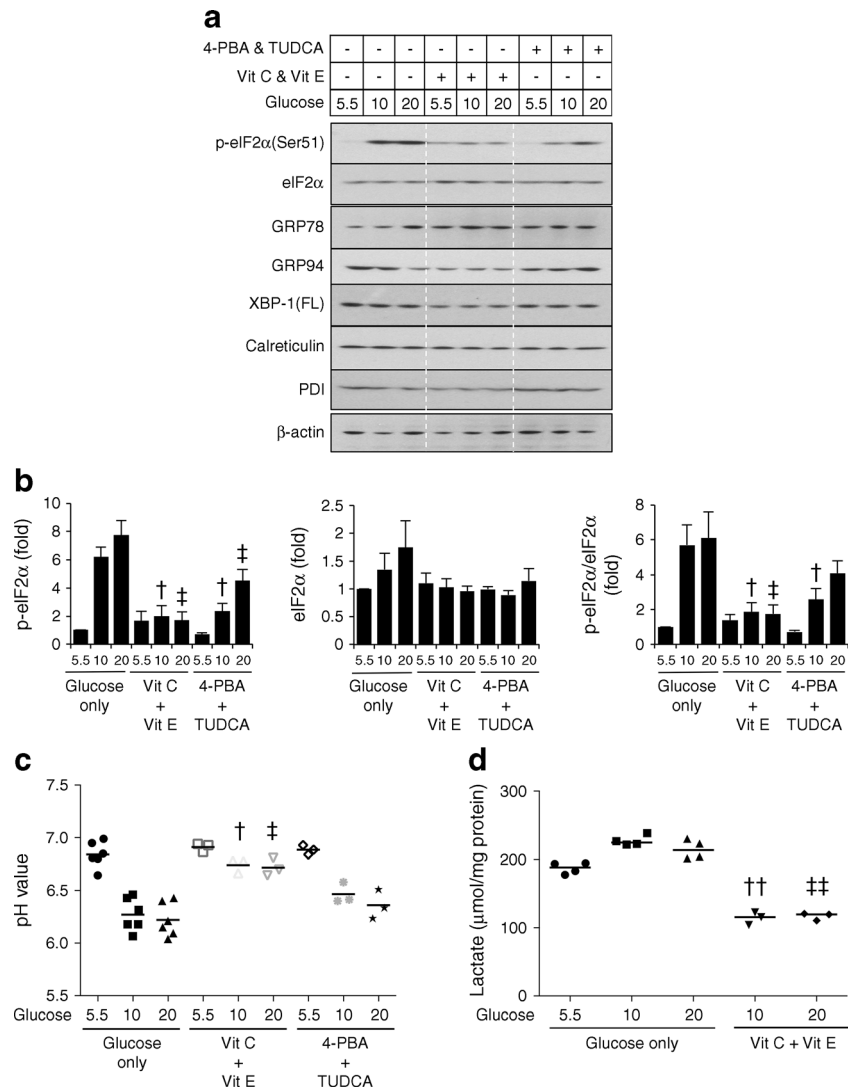 a
4-PBA & TUDCA - - - - - - + + +
Vit C & Vit E - - - + + + - - -
Glucose 5.5 10 20 5.5 10 20 5.5 10 20
p-eIF2α(Ser51)
eIF2α
GRP78
GRP94
XBP-1(FL)
Calreticulin
PDI
β-actin
b
p-eIF2α (fold)
10
8
6
4
2
0
† ‡ † ‡
5.5 10 20 5.5 10 20 5.5 10 20
Glucose only
Vit C + Vit E
4-PBA + TUDCA
eIF2α (fold)
2.5
2
1.5
1
0.5
0
5.5 10 20 5.5 10 20 5.5 10 20
Glucose only
Vit C + Vit E
4-PBA + TUDCA
p-eIF2α/eIF2α
(fold)
8
6
4
2
0
† ‡ †
5.5 10 20 5.5 10 20 5.5 10 20
Glucose only
Vit C + Vit E
4-PBA + TUDCA
c
pH value
7.5
7.0
6.5
6.0
5.5
† ‡
Glucose 5.5 10 20 5.5 10 20 5.5 10 20
Glucose only
Vit C + Vit E
4-PBA + TUDCA
d
Lactate (μmol/mg protein)
300
200
100
0
†† ‡‡
Glucose 5.5 10 20 10 20
Glucose only Vit C + Vit E